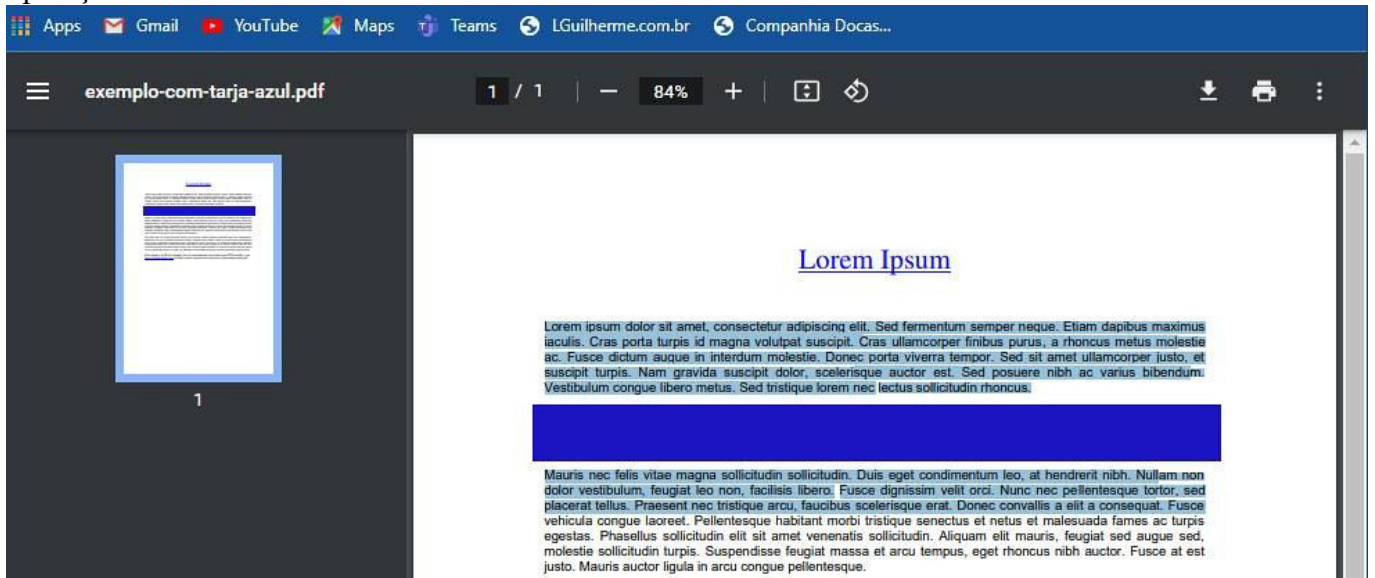 Apps Gmail YouTube Maps Teams LGuilherme.com.br Companhia Docas...
exemplo-com-tarja-azul.pdf 1 / 1 — 84% +
1
Lorem Ipsum
Lorem ipsum dolor sit amet, consectetur adipiscing elit. Sed fermentum semper neque. Etiam dapibus maximus
iaculis. Cras porta turpis id magna volutpat suscipit. Cras ullamcorper finibus purus, a rhoncus metus molestie
ac. Fusce dictum augue in interdum molestie. Donec porta viverra tempor. Sed sit amet ullamcorper justo, et
suscipit turpis. Nam gravida suscipit dolor, scelerisque auctor est. Sed posuere nibh ac varius bibendum.
Vestibulum congue libero metus. Sed tristique lorem nec lectus sollicitudin rhoncus.
Mauris nec felis vitae magna sollicitudin sollicitudin. Duis eget condimentum leo, at hendrerit nibh. Nullam non
dolor vestibulum, feugiat leo non, facilisis libero. Fusce dignissim velit orci. Nunc nec pellentesque tortor, sed
placerat tellus. Praesent nec tristique arcu, faucibus scelerisque erat. Donec convallis a elit a consequat. Fusce
vehicula congue laoreet. Pellentesque habitant morbi tristique senectus et netus et malesuada fames ac turpis
egestas. Phasellus sollicitudin elit sit amet venenatis sollicitudin. Aliquam elit mauris, feugiat sed augue sed,
molestie sollicitudin turpis. Suspendisse feugiat massa et arcu tempus, eget rhoncus nibh auctor. Fusce at est
justo. Mauris auctor ligula in arcu congue pellentesque.